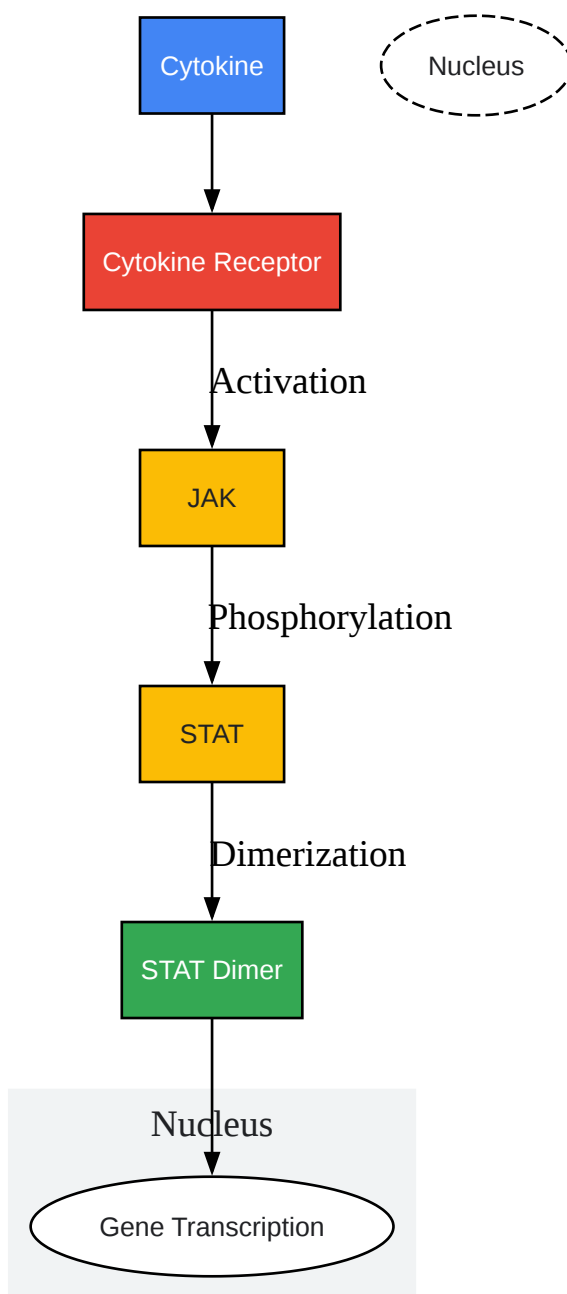 Cytokine
Nucleus
Cytokine Receptor
Activation
JAK
Phosphorylation
STAT
Dimerization
STAT Dimer
Nucleus
Gene Transcription